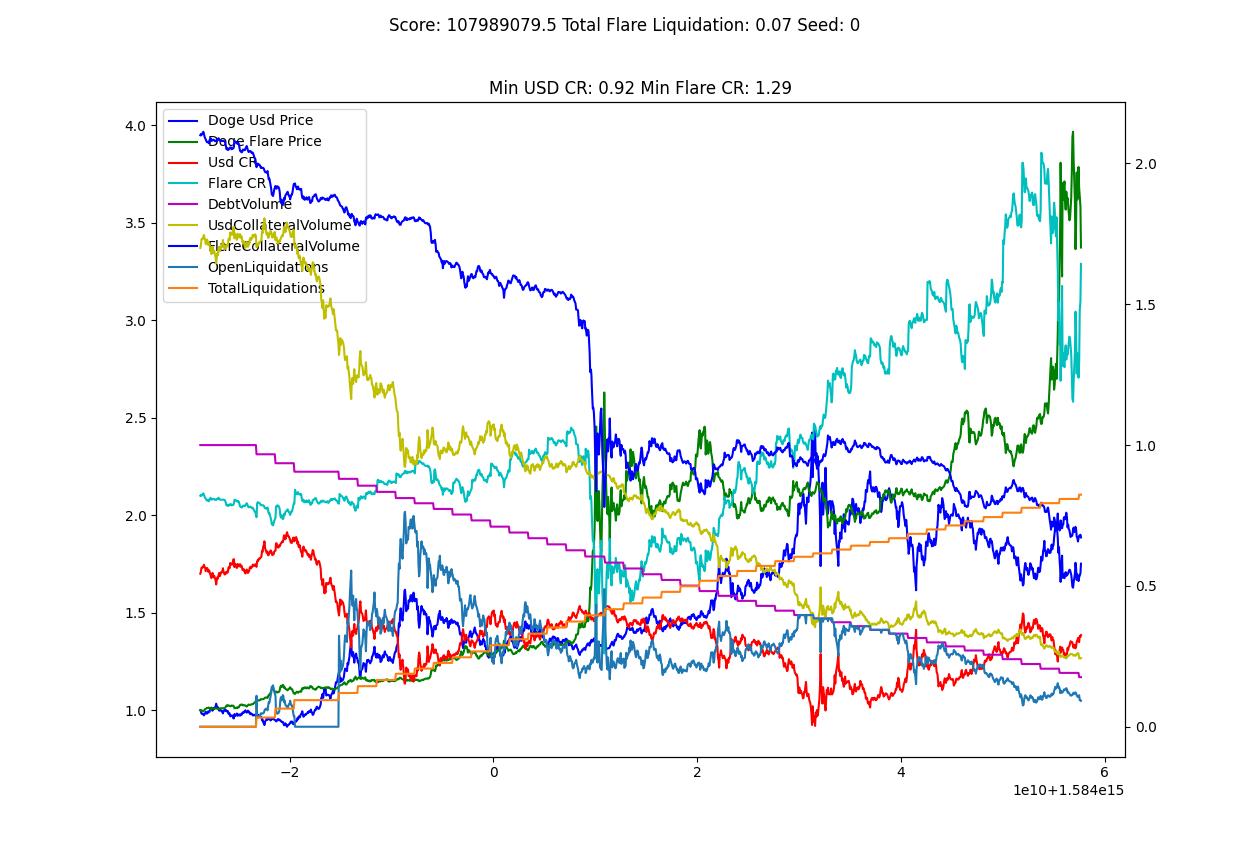 Score: 107989079.5 Total Flare Liquidation: 0.07 Seed: 0
Min USD CR: 0.92 Min Flare CR: 1.29
Doge Usd Price
Doge Flare Price
Usd CR
Flare CR
DebtVolume
UsdCollateralVolume
FlareCollateralVolume
OpenLiquidations
TotalLiquidations
4.0
3.5
3.0
2.5
2.0
1.5
1.0
2.0
1.5
1.0
0.5
0.0
−2
0
2
4
6
1e10+1.584e15